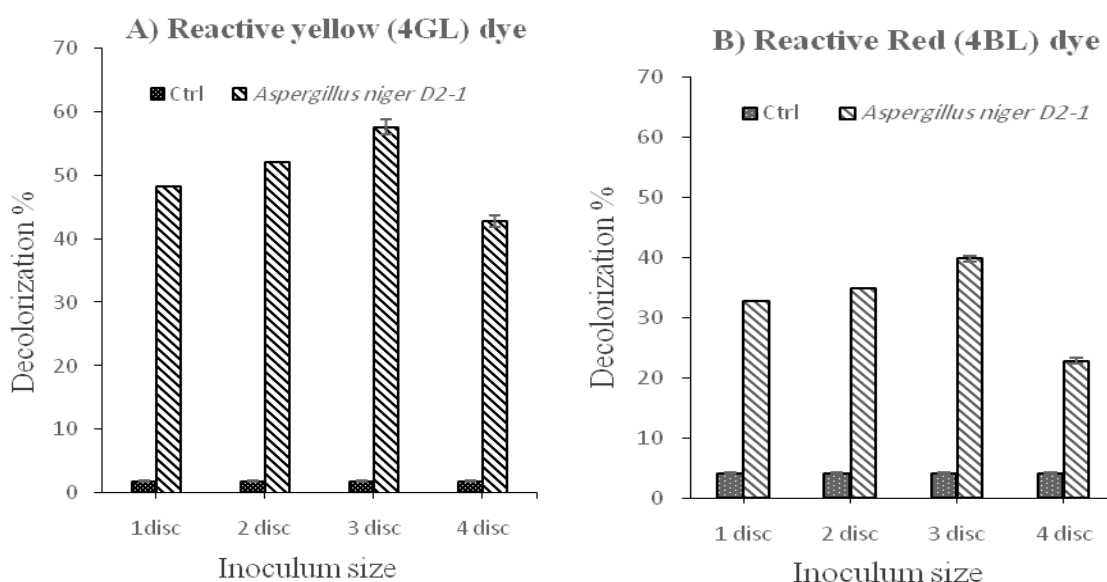 A) Reactive yellow (4GL) dye
Ctrl Aspergillus niger D2-1
Decolorization %
70
60
50
40
30
20
10
0
1disc 2 disc 3 disc 4 disc
Inoculum size
B) Reactive Red (4BL) dye
Ctrl Aspergillus niger D2-1
Decolorization %
70
60
50
40
30
20
10
0
1 disc 2 disc 3 disc 4 disc
Inoculum size